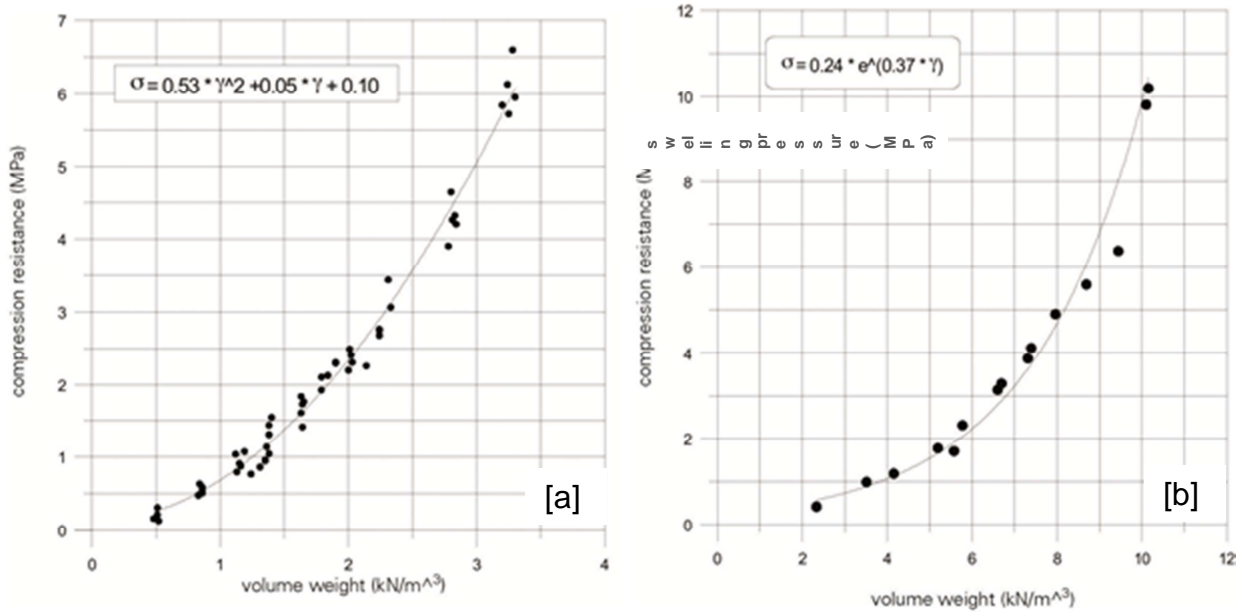 7
6
5
4
3
2
1
0
compression resistance (MPa)
σ = 0.53 * γ^2 +0.05 * γ + 0.10
[a]
0 1 2 3 4
volume weight (kN/m^3)
12
10
8
6
4
2
0
swellingpressure(MPa)
compression resistance (M
σ = 0.24 * e^(0.37 * γ)
[b]
0 2 4 6 8 10 12
volume weight (kN/m^3)